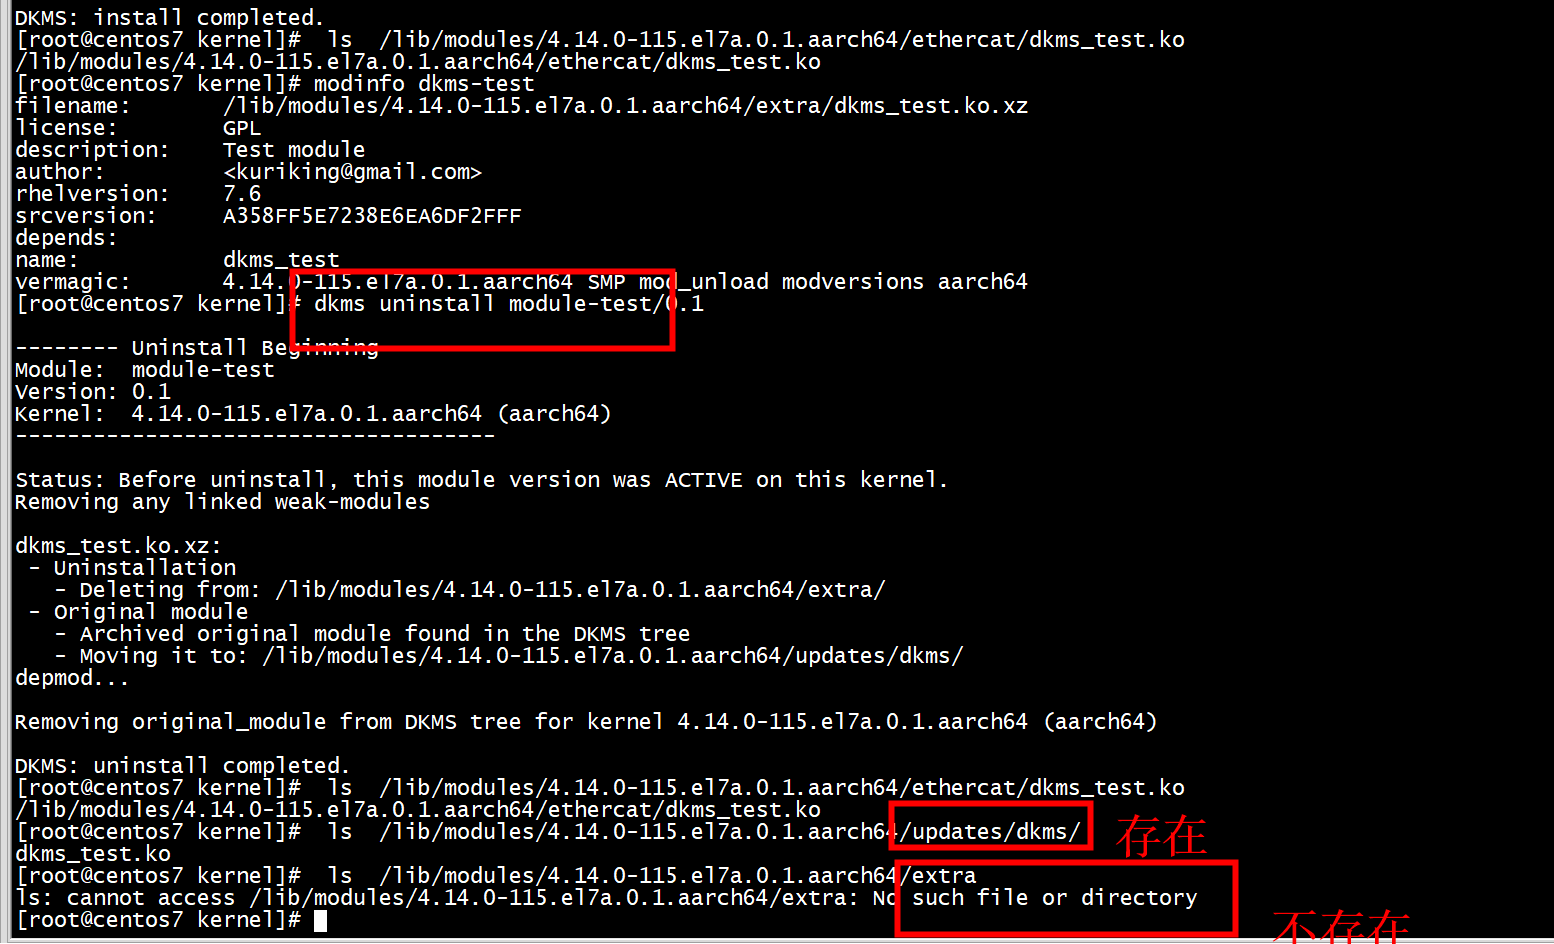 DKMS: install completed.
[root@centos7 kernel]#  ls  /lib/modules/4.14.0-115.el7a.0.1.aarch64/ethercat/dkms_test.ko
/lib/modules/4.14.0-115.el7a.0.1.aarch64/ethercat/dkms_test.ko
[root@centos7 kernel]# modinfo dkms-test
filename:       /lib/modules/4.14.0-115.el7a.0.1.aarch64/extra/dkms_test.ko.xz
license:        GPL
description:    Test module
author:         <kuriking@gmail.com>
rhelversion:    7.6
srcversion:     A358FF5E7238E6EA6DF2FFF
depends:
name:           dkms_test
vermagic:       4.14.0-115.el7a.0.1.aarch64 SMP mod_unload modversions aarch64
[root@centos7 kernel]# dkms uninstall module-test/0.1
-------- Uninstall Beginning
Module:  module-test
Version: 0.1
Kernel:  4.14.0-115.el7a.0.1.aarch64 (aarch64)
-------------------------------------
Status: Before uninstall, this module version was ACTIVE on this kernel.
Removing any linked weak-modules
dkms_test.ko.xz:
 - Uninstallation
   - Deleting from: /lib/modules/4.14.0-115.el7a.0.1.aarch64/extra/
 - Original module
   - Archived original module found in the DKMS tree
   - Moving it to: /lib/modules/4.14.0-115.el7a.0.1.aarch64/updates/dkms/
depmod...
Removing original_module from DKMS tree for kernel 4.14.0-115.el7a.0.1.aarch64 (aarch64)
DKMS: uninstall completed.
[root@centos7 kernel]#  ls  /lib/modules/4.14.0-115.el7a.0.1.aarch64/ethercat/dkms_test.ko
/lib/modules/4.14.0-115.el7a.0.1.aarch64/ethercat/dkms_test.ko
[root@centos7 kernel]#  ls  /lib/modules/4.14.0-115.el7a.0.1.aarch64/updates/dkms/ 存在
dkms_test.ko
[root@centos7 kernel]#  ls  /lib/modules/4.14.0-115.el7a.0.1.aarch64/extra
ls: cannot access /lib/modules/4.14.0-115.el7a.0.1.aarch64/extra: No such file or directory
[root@centos7 kernel]# 不存在